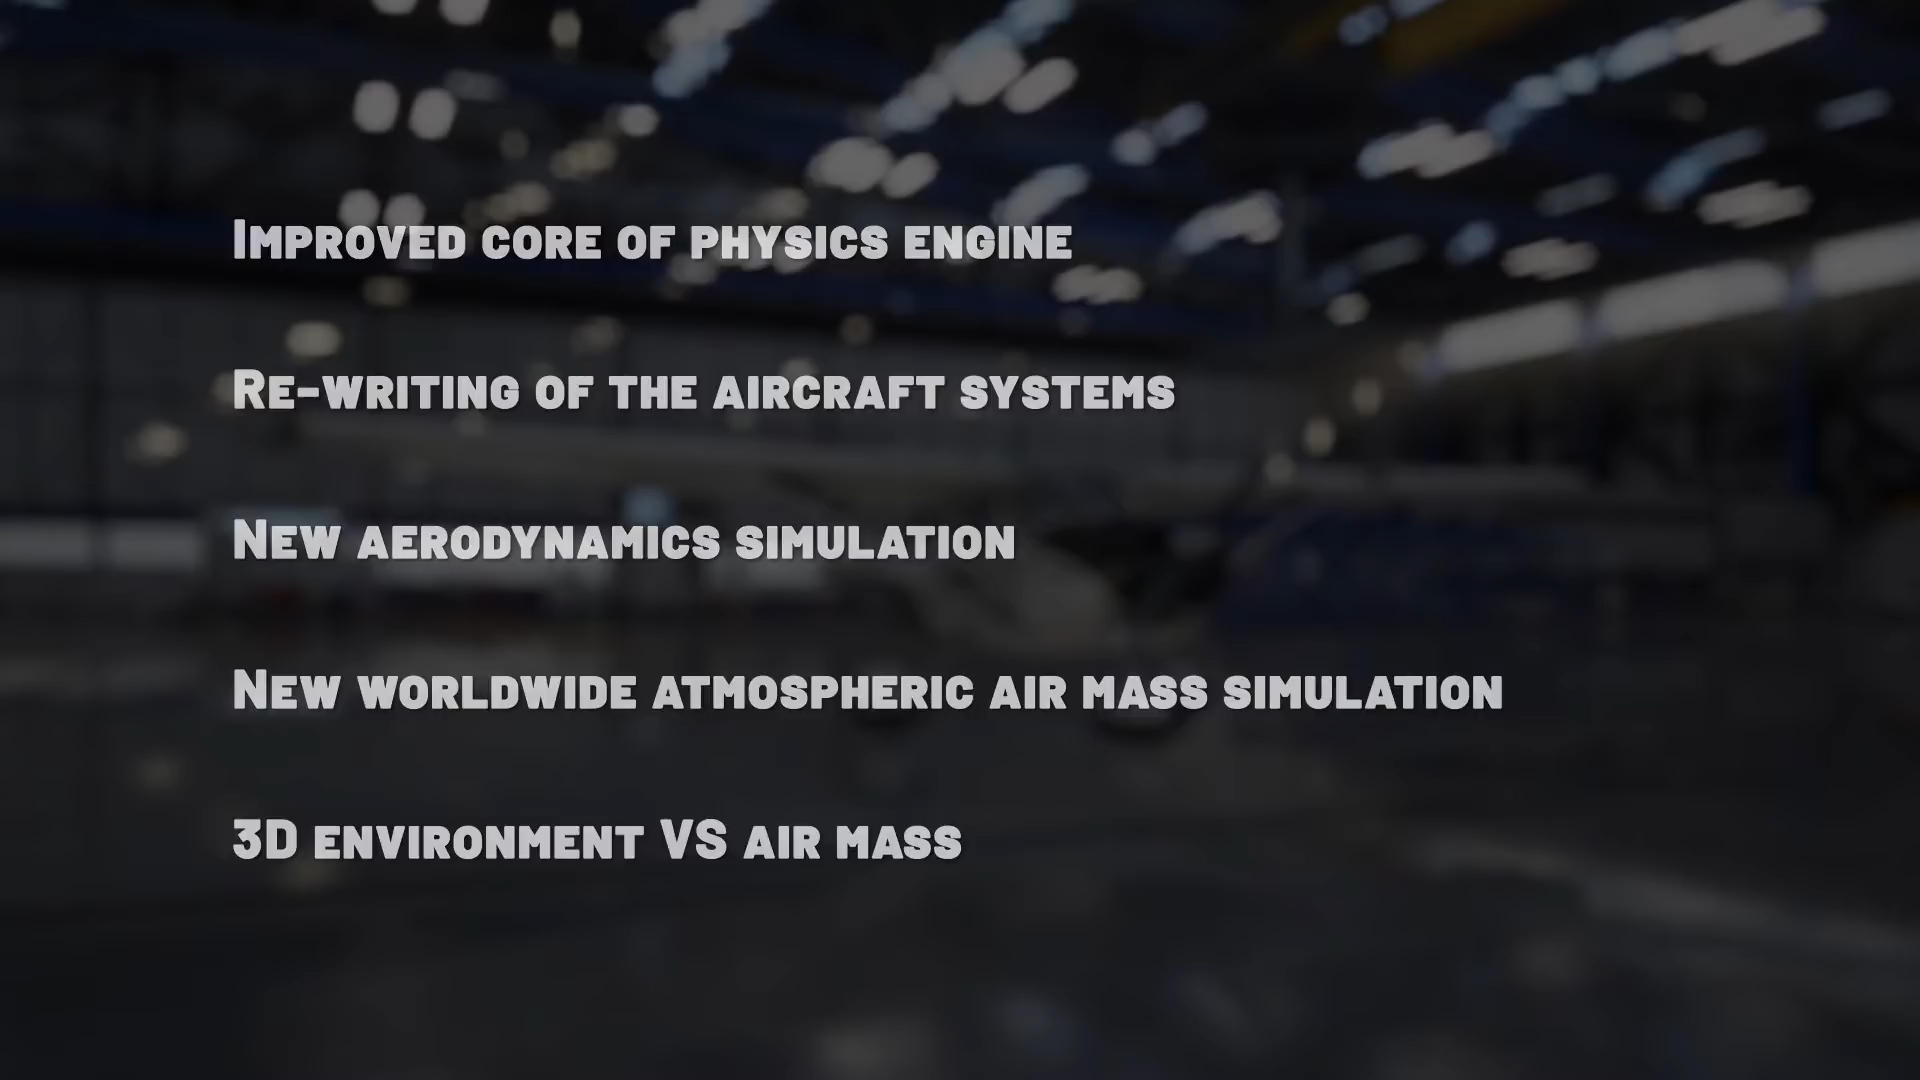 Improved core of physics engine
Re-writing of the aircraft systems
New aerodynamics simulation
New worldwide atmospheric air mass simulation
3D environment VS air mass